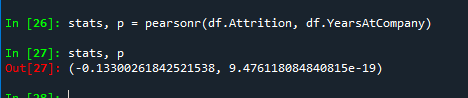 In [26]: stats, p = pearsonr(df.Attrition, df.YearsAtCompany)
In [27]: stats, p
Out[27]: (-0.13300261842521538, 9.476118084840815e-19)
In [28]: